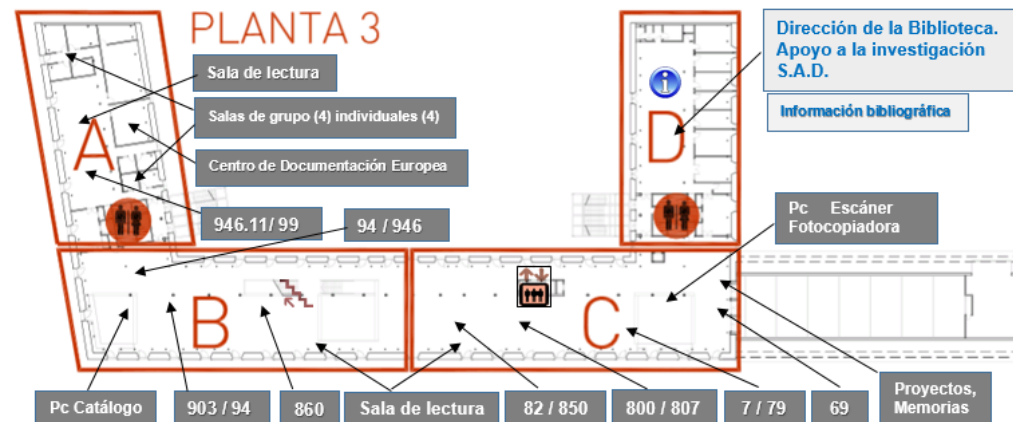 PLANTA 3
Dirección de la Biblioteca.
Apoyo a la investigación
S.A.D.
Información bibliográfica
Sala de lectura
Salas de grupo (4) individuales (4)
Centro de Documentación Europea
A
D
i
946.11/ 99
94 / 946
Pc Escáner
Fotocopiadora
B
C
Pc Catálogo
903 / 94
860
Sala de lectura
82 / 850
800 / 807
7 / 79
69
Proyectos,
Memorias